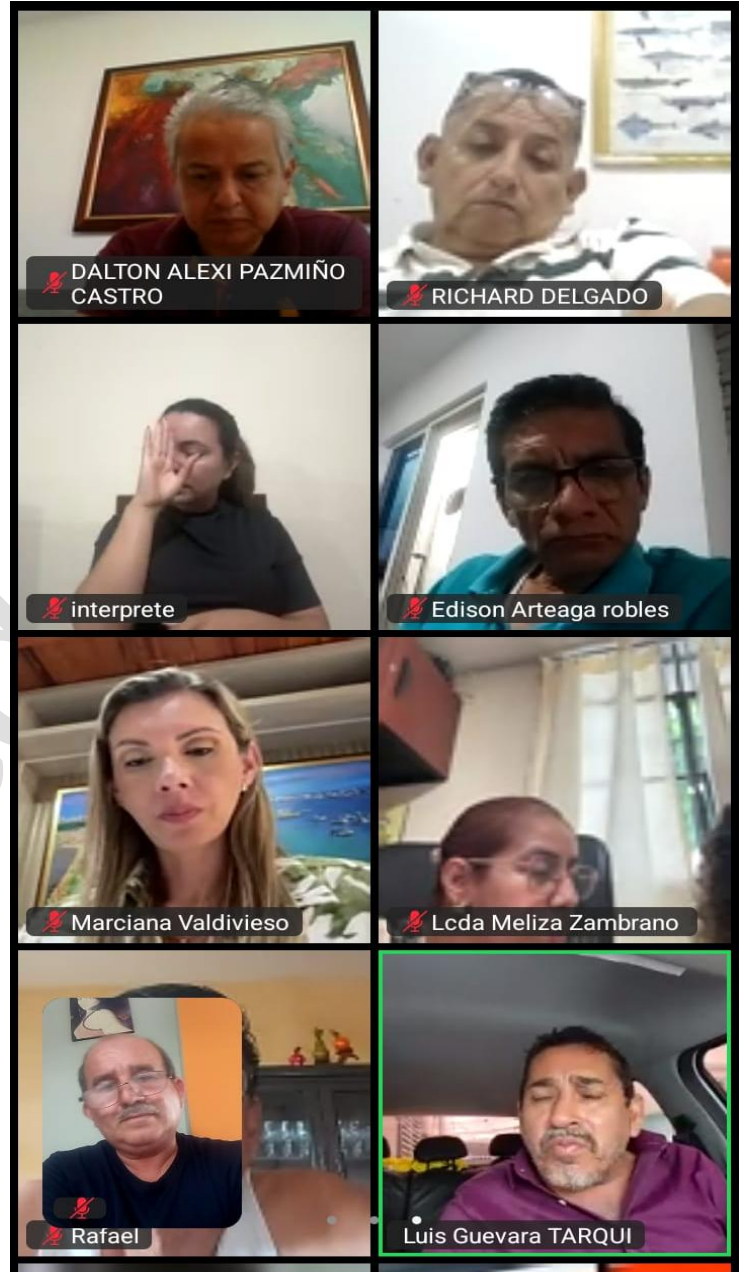 DALTON ALEXI PAZMIÑO
CASTRO
RICHARD DELGADO
interprete
Edison Arteaga robles
Marciana Valdivieso
Lcda Meliza Zambrano
Rafael
Luis Guevara TARQUI